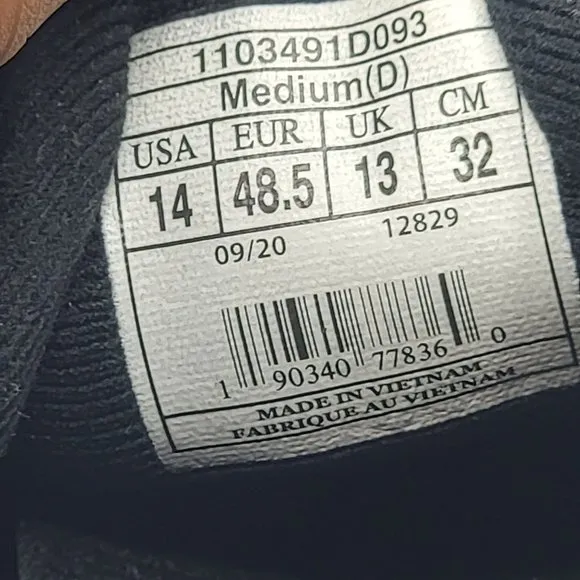 1103491D093
Medium(D)
USA EUR UK CM
14 48.5 13 32
09/20 12829
1 90340 77836 0
MADE IN VIETNAM
FABRIQUE AU VIETNAM